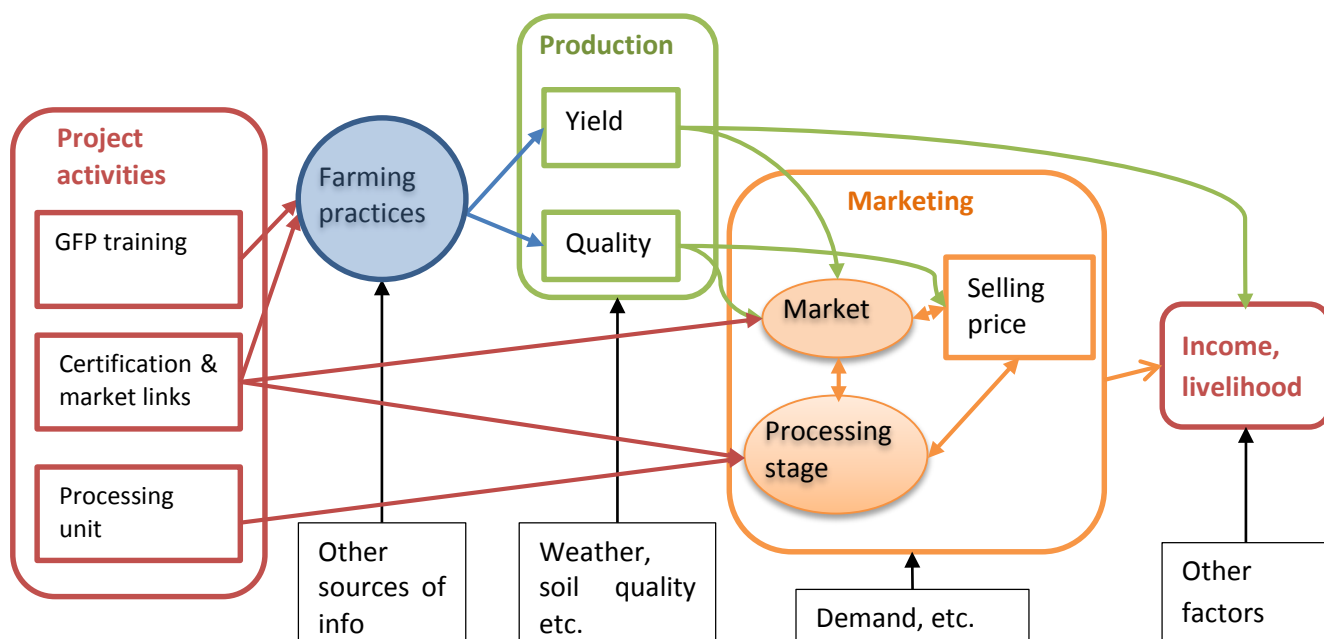 Project
activities
GFP training
Certification &
market links
Processing
unit
Farming
practices
Production
Yield
Quality
Marketing
Market
Selling
price
Processing
stage
Income,
livelihood
Other
sources of
info
Weather,
soil quality
etc.
Demand, etc.
Other
factors